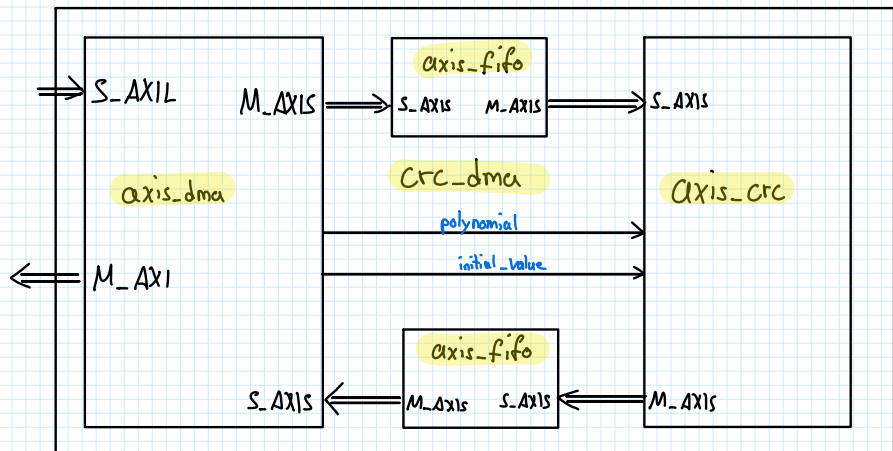 axis_fifo
S_AXIL
M_AXIS
S_AXIS
M_AXIS
S_AXIS
axis_dma
crc_dma
axis_crc
polynomial
initial_value
M_AXI
axis_fifo
S_AXIS
M_AXIS
S_AXIS
M_AXIS